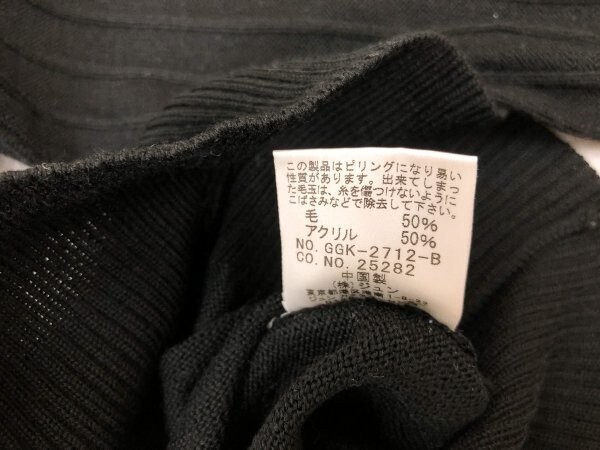 この製品はピリングになり易い
性質があります。出来てしまっ
た毛玉は、糸を傷つけないように
こばさみなどで除去して下さい。
毛 50%
アクリル 50%
NO. GGK-2712-B
CO. NO. 25282
中国製